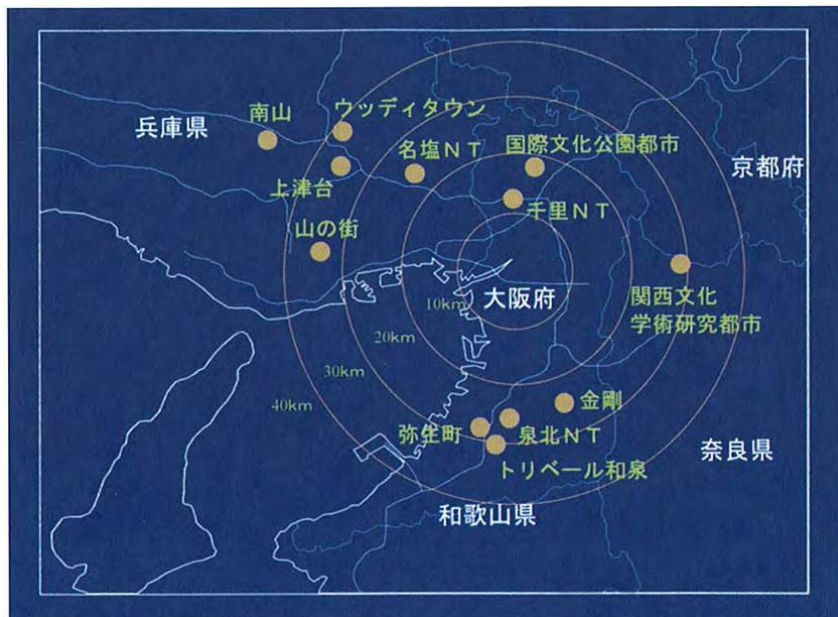 兵庫県
南山
ウッディタウン
上津台
名塩NT
国際文化公園都市
京都府
千里NT
山の街
大阪府
関西文化
学術研究都市
10km
20km
30km
40km
金剛
弥生町
泉北NT
トリベール和泉
奈良県
和歌山県